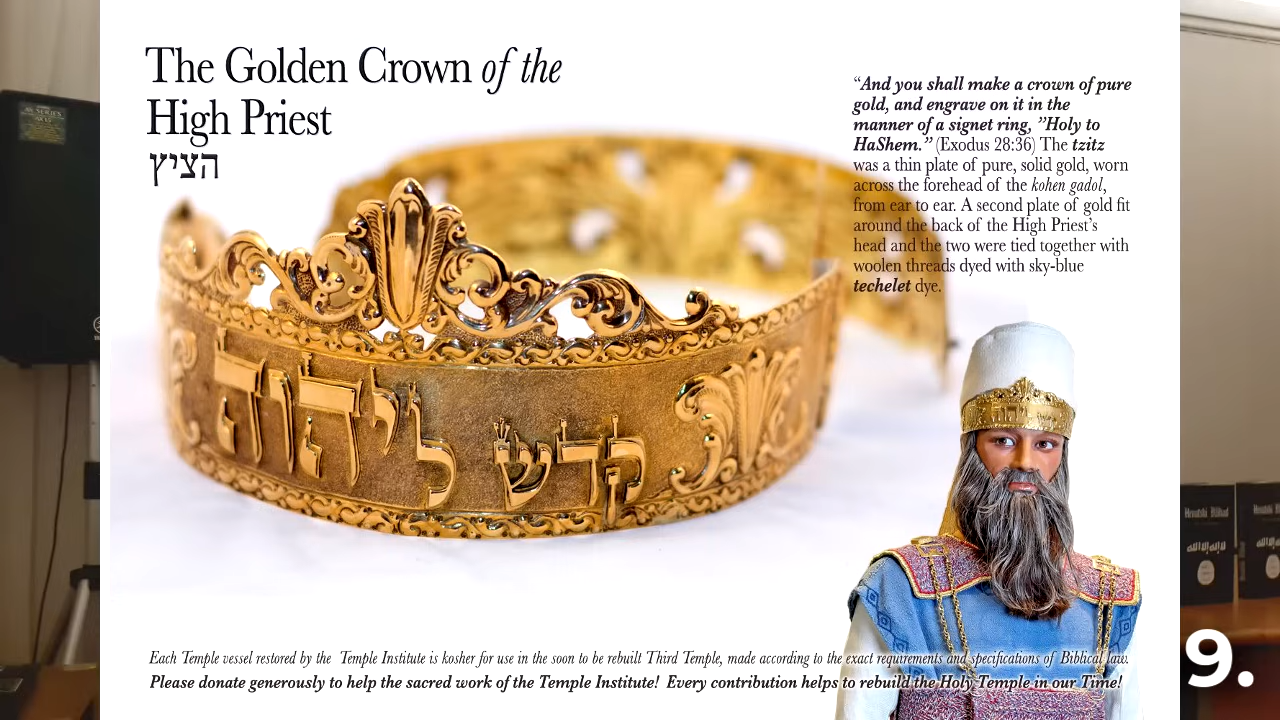 The Golden Crown of the
High Priest
הציץ
“And you shall make a crown of pure
gold, and engrave on it in the
manner of a signet ring, ”Holy to
HaShem.” (Exodus 28:36) The tzitz
was a thin plate of pure, solid gold, worn
across the forehead of the kohen gadol,
from ear to ear. A second plate of gold fit
around the back of the High Priest’s
head and the two were tied together with
woolen threads dyed with sky-blue
techelet dye.
קדש ליהוה
Each Temple vessel restored by the Temple Institute is kosher for use in the soon to be rebuilt Third Temple, made according to the exact requirements and specifications of Biblical law.
Please donate generously to help the sacred work of the Temple Institute! Every contribution helps to rebuild the Holy Temple in our Time!
9.